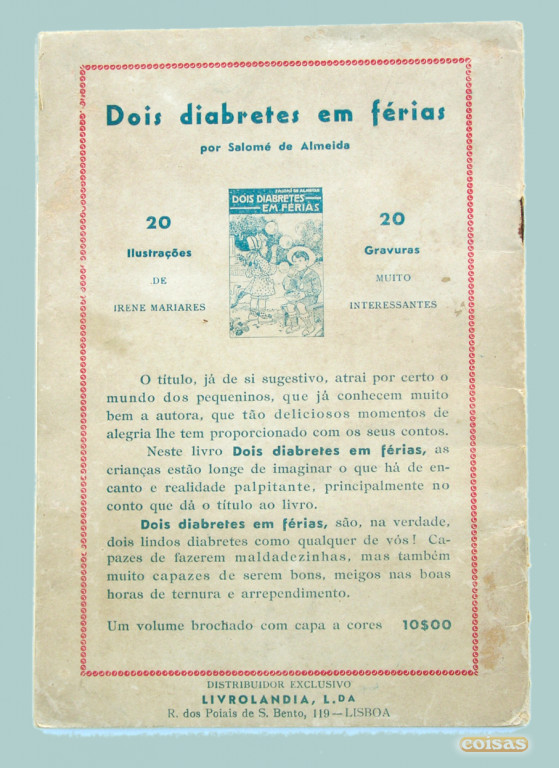 Dois diabretes em férias
por Salomé de Almeida
20
Ilustrações
DE
IRENE MARIARES
SALOMÉ DE ALMEIDA
DOIS DIABRETES
EM FÉRIAS
20
Gravuras
MUITO
INTERESSANTES
O título, já de si sugestivo, atrai por certo o
mundo dos pequeninos, que já conhecem muito
bem a autora, que tão deliciosos momentos de
alegria lhe tem proporcionado com os seus contos.
Neste livro Dois diabretes em férias, as
crianças estão longe de imaginar o que há de en-
canto e realidade palpitante, principalmente no
conto que dá o título ao livro.
Dois diabretes em férias, são, na verdade,
dois lindos diabretes como qualquer de vós! Ca-
pazes de fazerem maldadezinhas, mas também
muito capazes de serem bons, meigos nas boas
horas de ternura e arrependimento.
Um volume brochado com capa a cores 10$00
DISTRIBUIDOR EXCLUSIVO
LIVROLANDIA, L.DA
R. dos Poiais de S. Bento, 119—LISBOA
coisas